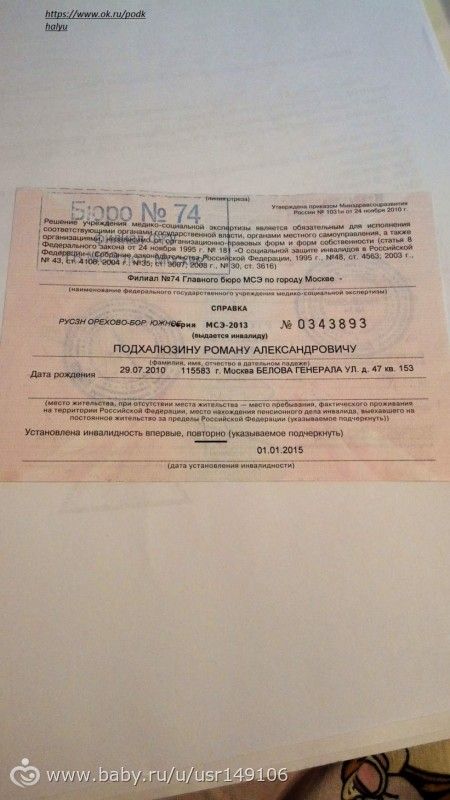 https://www.ok.ru/podk
halyu
(линия отреза)
Бюро № 74
Утверждена приказом Минздравсоцразвития
России № 1031н от 24 ноября 2010 г.
Решение учреждения медико-социальной экспертизы является обязательным для исполнения
соответствующими органами государственной власти, органами местного самоуправления, а также
организациями независимо от организационно-правовых форм и форм собственности (статья 8
Федерального закона от 24 ноября 1995 г. № 181 «О социальной защите инвалидов в Российской
Федерации» (Собрание законодательства Российской Федерации, 1995 г., №48, ст. 4563; 2003 г.,
№ 43, ст. 4108; 2004 г., №35, ст. 3607; 2008 г., № 30, ст. 3616)
Филиал №74 Главного бюро МСЭ по городу Москве -
(наименование федерального государственного учреждения медико-социальной экспертизы)
СПРАВКА
РУСЗН ОРЕХОВО-БОР. ЮЖНОЕ серия МСЭ-2013 № 0343893
(выдается инвалиду)
ПОДХАЛЮЗИНУ РОМАНУ АЛЕКСАНДРОВИЧУ
(фамилия, имя, отчество в дательном падеже)
Дата рождения 29.07.2010 115583 г. Москва БЕЛОВА ГЕНЕРАЛА УЛ. д. 47 кв. 153
(место жительства, при отсутствии места жительства — место пребывания, фактического проживания
на территории Российской Федерации, место нахождения пенсионного дела инвалида, выехавшего на
постоянное жительство за пределы Российской Федерации (указываемое подчеркнуть))
Установлена инвалидность впервые, повторно (указываемое подчеркнуть)
01.01.2015
(дата установления инвалидности)
www.baby.ru/u/usr149106